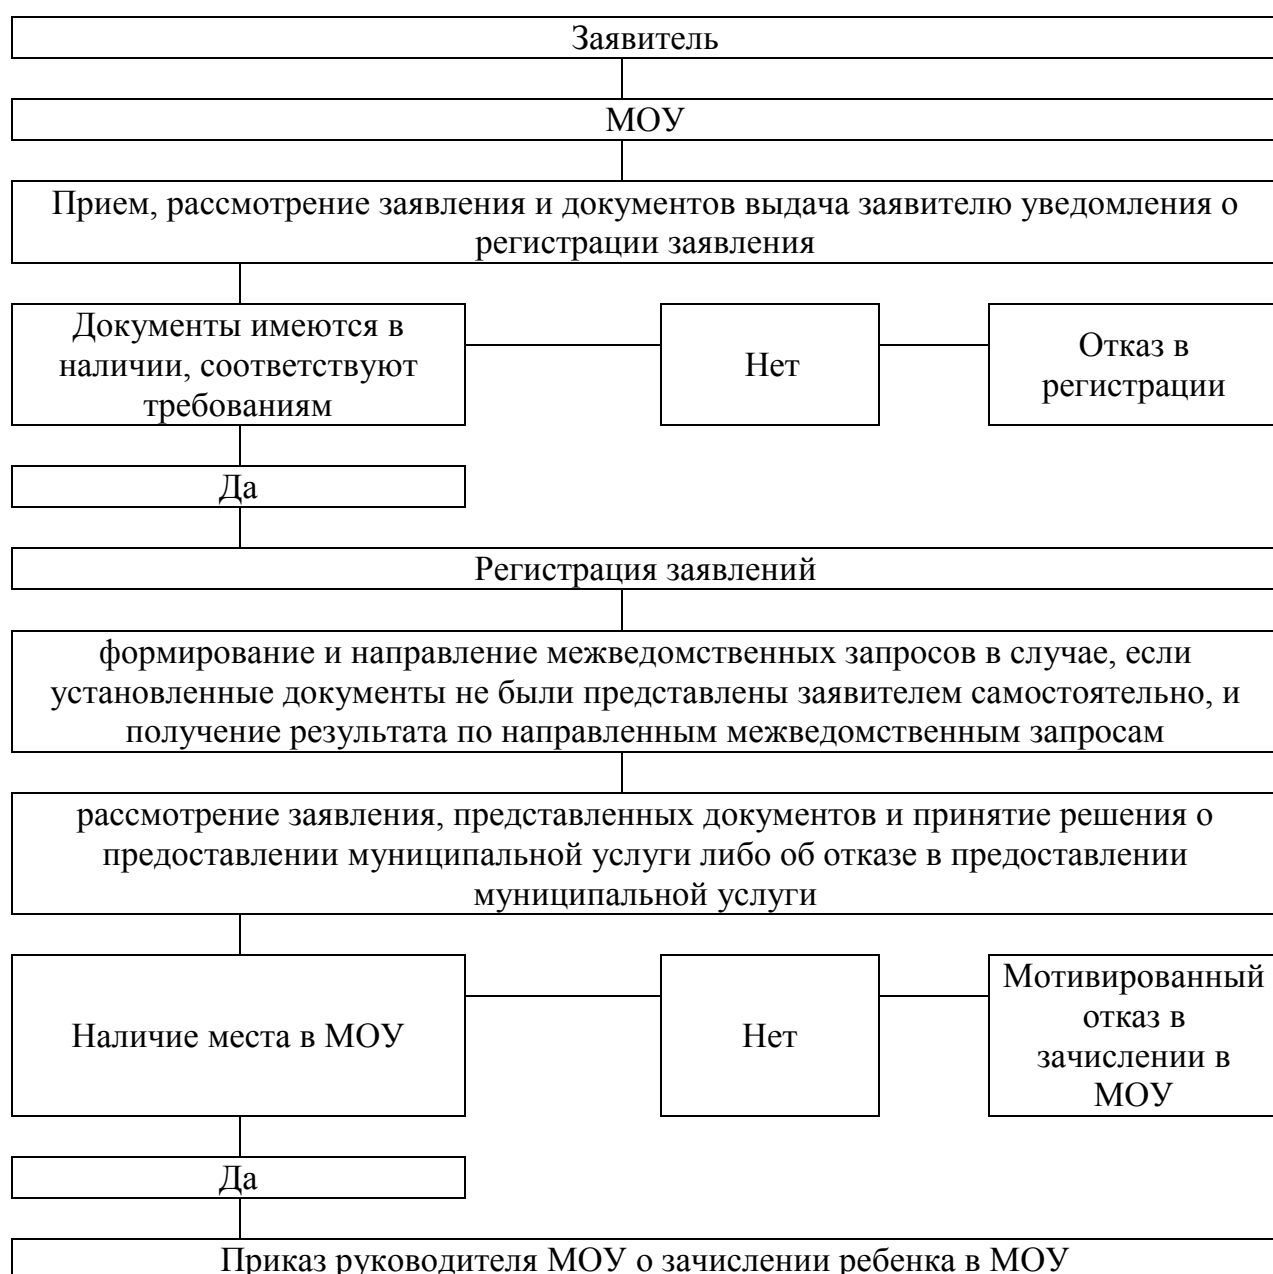 Заявитель
МОУ
Прием, рассмотрение заявления и документов выдача заявителю уведомления о
регистрации заявления
Документы имеются в
наличии, соответствуют
требованиям
Нет
Отказ в
регистрации
Да
Регистрация заявлений
формирование и направление межведомственных запросов в случае, если
установленные документы не были представлены заявителем самостоятельно, и
получение результата по направленным межведомственным запросам
рассмотрение заявления, представленных документов и принятие решения о
предоставлении муниципальной услуги либо об отказе в предоставлении
муниципальной услуги
Наличие места в МОУ
Нет
Мотивированный
отказ в
зачислении в
МОУ
Да
Приказ руководителя МОУ о зачислении ребенка в МОУ